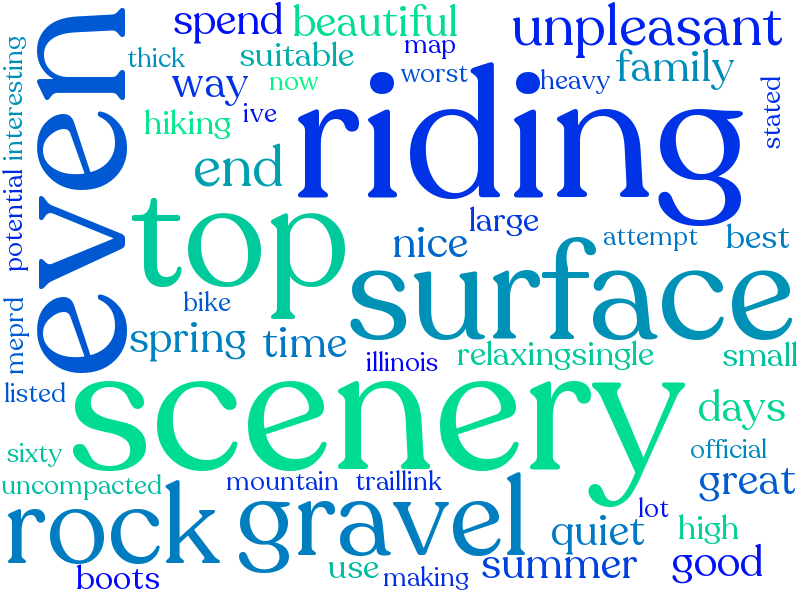 spend
beautiful
unpleasant
thick
suitable
map
worst
heavy
family
interesting
even
way
now
ive
hiking
riding
stated
end
potential
top
large
nice
attempt
best
surface
bike
meprd
spring
time
illinois
relaxingsingle
small
listed
scenery
days
sixty
official
uncompacted
mountain
traillink
great
rock
gravel
lot
quiet
high
boots
use
making
summer
good